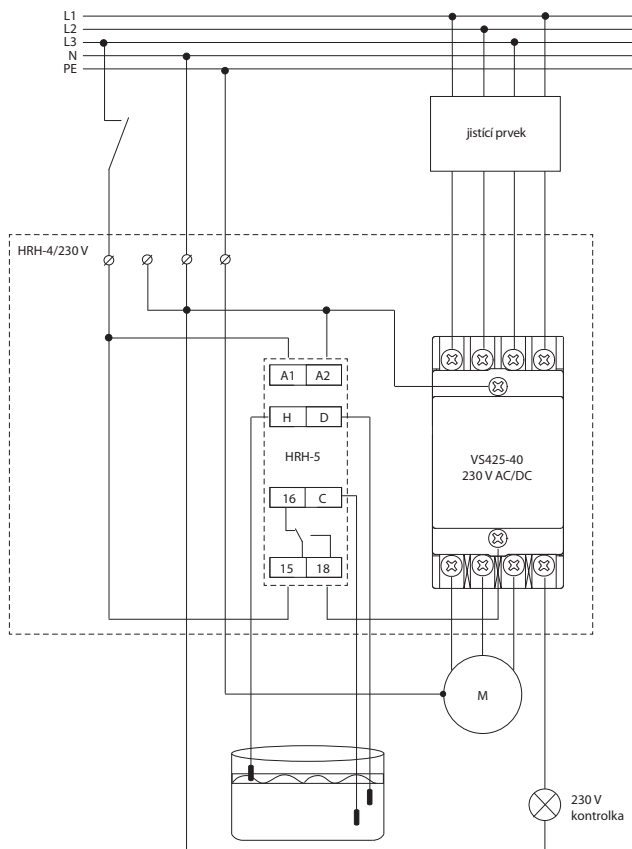 L1
L2
L3
N
PE
jistící prvek
HRH-4/230 V
A1 A2
H D
HRH-5
16 C
15 18
VS425-40
230 V AC/DC
M
230 V
kontrolka